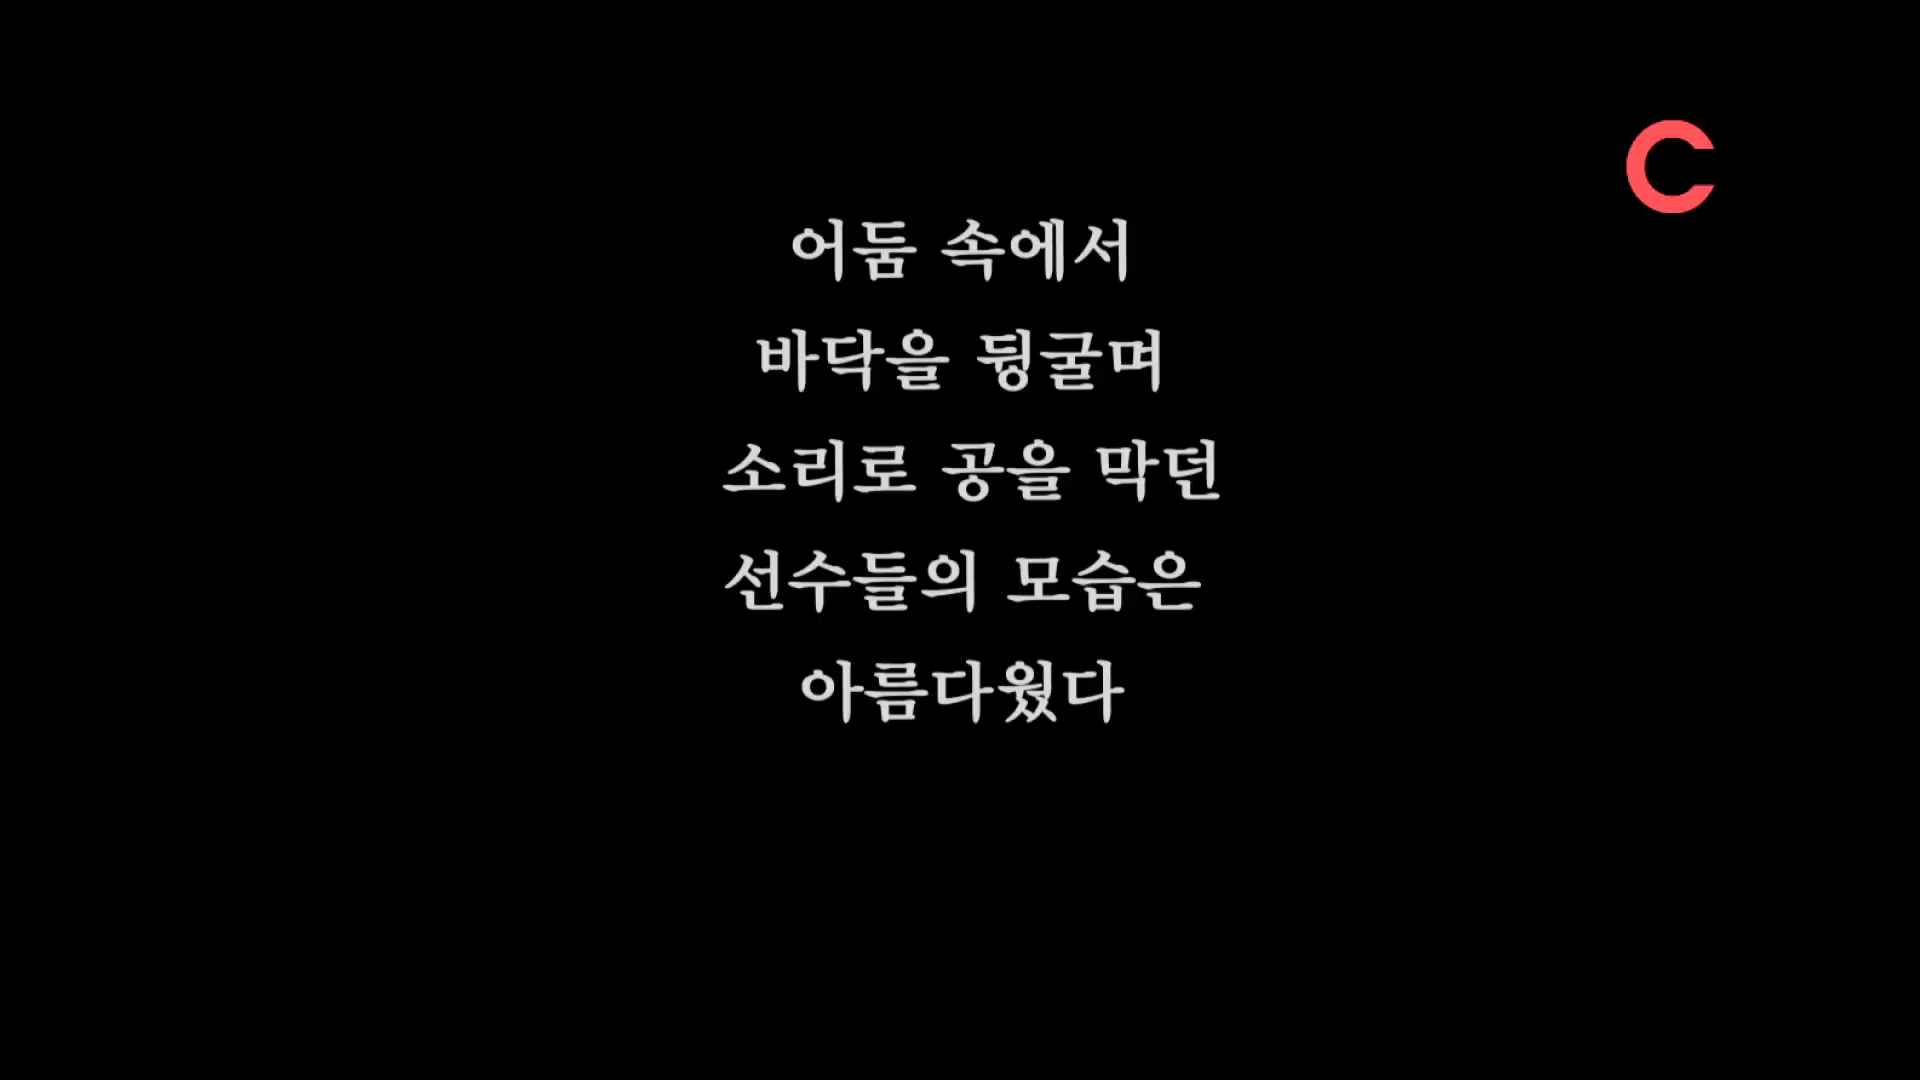 C
어둠 속에서
바닥을 뒹굴며
소리로 공을 막던
선수들의 모습은
아름다웠다